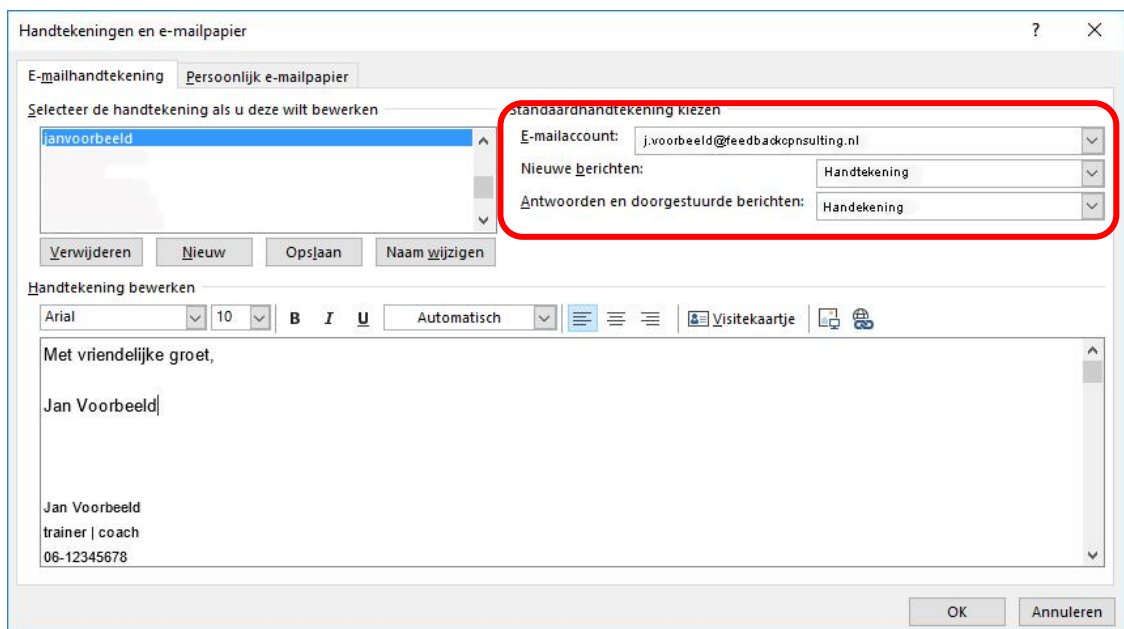 Handtekeningen en e-mailpapier ?
E-mailhandtekening Persoonlijk e-mailpapier
Selecteer de handtekening als u deze wilt bewerken
janvoorbeeld
Verwijderen Nieuw Opslaan Naam wijzigen
Standaardhandtekening kiezen
E-mailaccount: j.voorbeeld@feedbackcpnsulting.nl
Nieuwe berichten: Handtekening
Antwoorden en doorgestuurde berichten: Handekening
Handtekening bewerken
Arial 10 B I U Automatisch Visitekaartje
Met vriendelijke groet,
Jan Voorbeeld
Jan Voorbeeld
trainer | coach
06-12345678
OK Annuleren